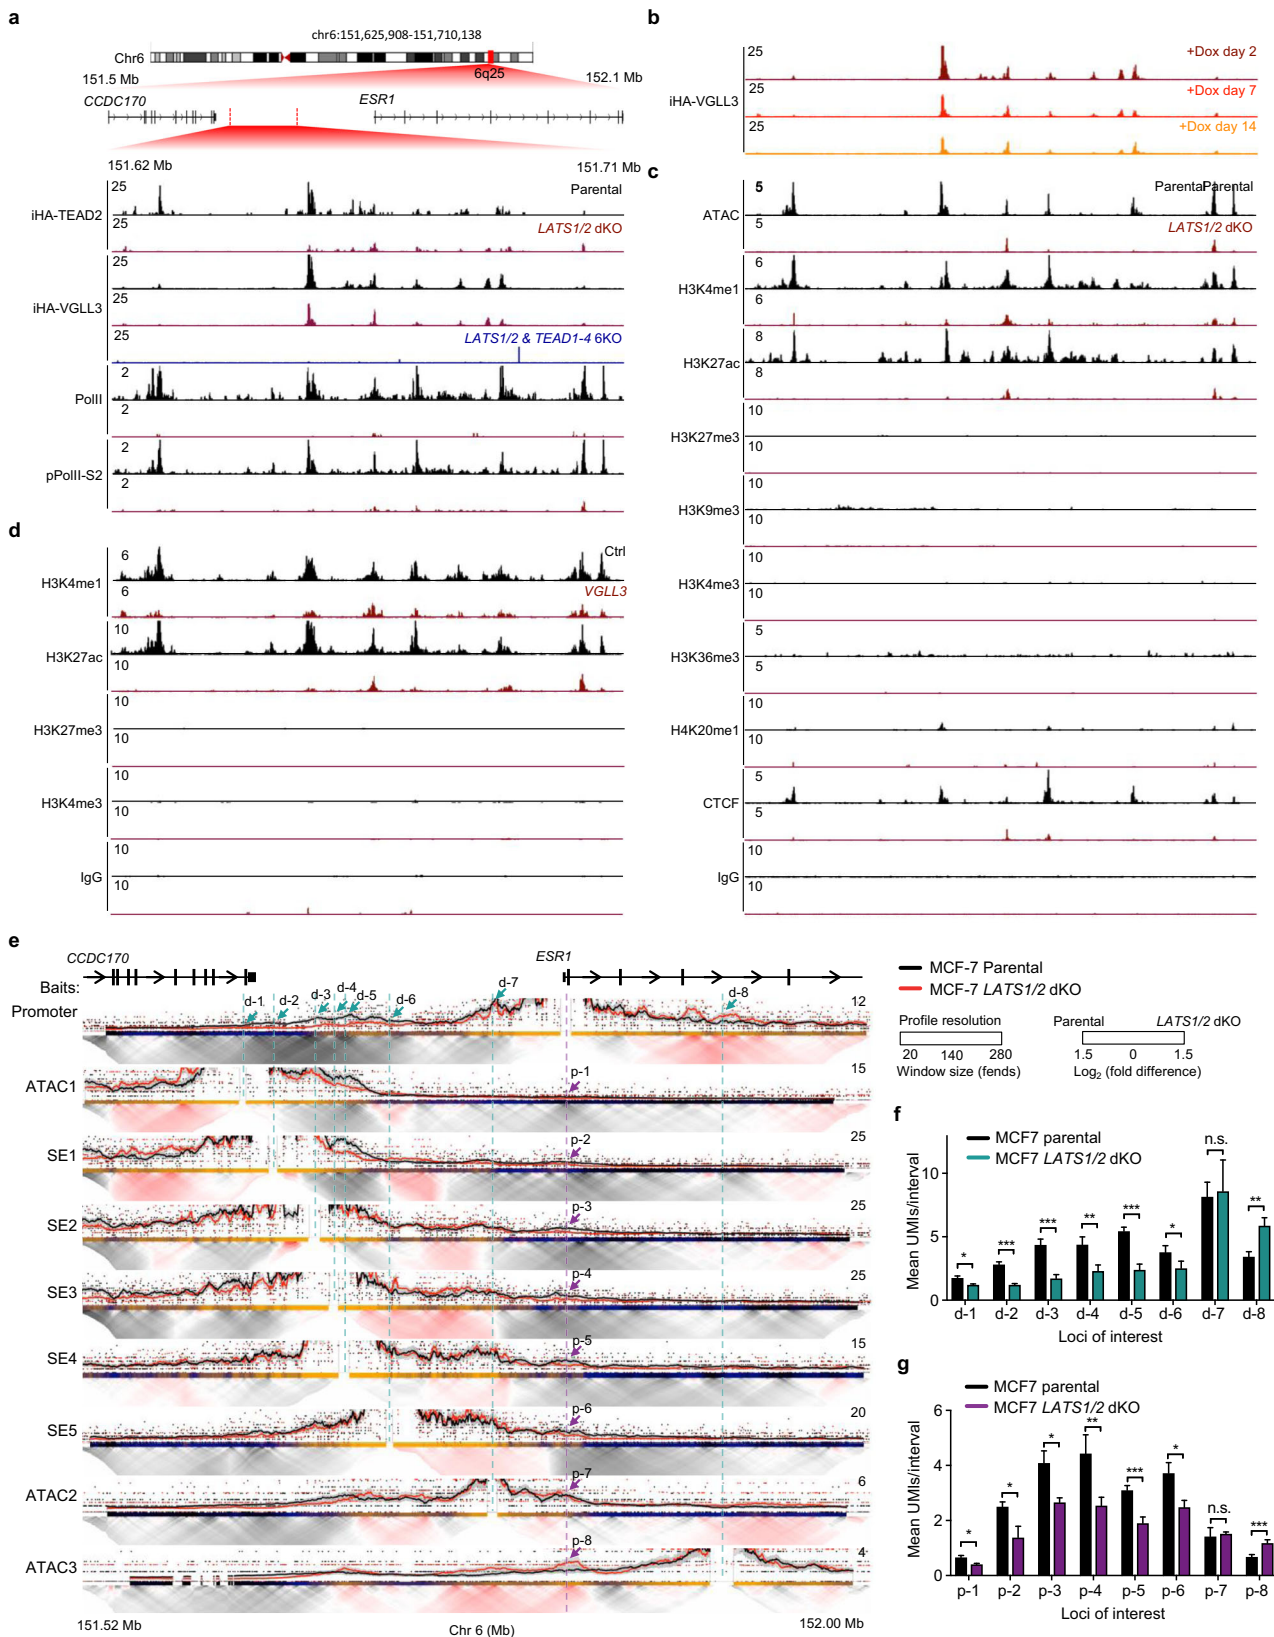 a
chr6:151,625,908-151,710,138
Chr6
6q25
151.5 Mb
152.1 Mb
CCDC170
ESR1
151.62 Mb
151.71 Mb
25
Parental
iHA-TEAD2
25
LATS1/2 dKO
25
iHA-VGLL3
25
25
LATS1/2 & TEAD1-4 6KO
2
PolII
2
2
pPolII-S2
2
b
25
+Dox day 2
iHA-VGLL3
25
+Dox day 7
25
+Dox day 14
c
5
Parental
Parental
ATAC
5
LATS1/2 dKO
6
H3K4me1
6
8
H3K27ac
8
10
H3K27me3
10
10
H3K9me3
10
10
H3K4me3
10
5
H3K36me3
5
10
H4K20me1
10
5
CTCF
5
10
IgG
10
d
6
Ctrl
H3K4me1
6
VGLL3
10
H3K27ac
10
10
H3K27me3
10
10
H3K4me3
10
10
IgG
10
e
CCDC170
ESR1
Baits:
d-1
d-2
d-3
d-4
d-5
d-6
d-7
d-8
Promoter
12
ATAC1
p-1
15
SE1
p-2
25
SE2
p-3
25
SE3
p-4
25
SE4
p-5
15
SE5
p-6
20
ATAC2
p-7
6
ATAC3
p-8
4
151.52 Mb
Chr 6 (Mb)
152.00 Mb
MCF-7 Parental
MCF-7 LATS1/2 dKO
Profile resolution
20 140 280
Window size (fends)
Parental LATS1/2 dKO
1.5 0 1.5
Log2 (fold difference)
f
MCF7 parental
MCF7 LATS1/2 dKO
Mean UMIs/interval
10
5
0
* *** *** ** *** * n.s. **
d-1 d-2 d-3 d-4 d-5 d-6 d-7 d-8
Loci of interest
g
MCF7 parental
MCF7 LATS1/2 dKO
Mean UMIs/interval
6
4
2
0
* * * ** *** * n.s. ***
p-1 p-2 p-3 p-4 p-5 p-6 p-7 p-8
Loci of interest